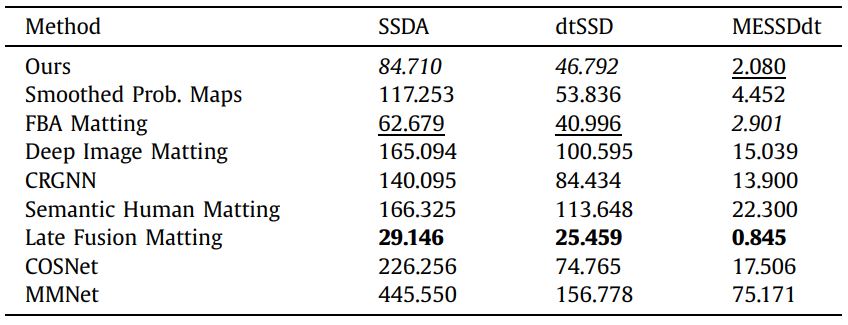 Method SSDA dtSSD MESSDdt
Ours 84.710 46.792 2.080
Smoothed Prob. Maps 117.253 53.836 4.452
FBA Matting 62.679 40.996 2.901
Deep Image Matting 165.094 100.595 15.039
CRGNN 140.095 84.434 13.900
Semantic Human Matting 166.325 113.648 22.300
Late Fusion Matting 29.146 25.459 0.845
COSNet 226.256 74.765 17.506
MMNet 445.550 156.778 75.171